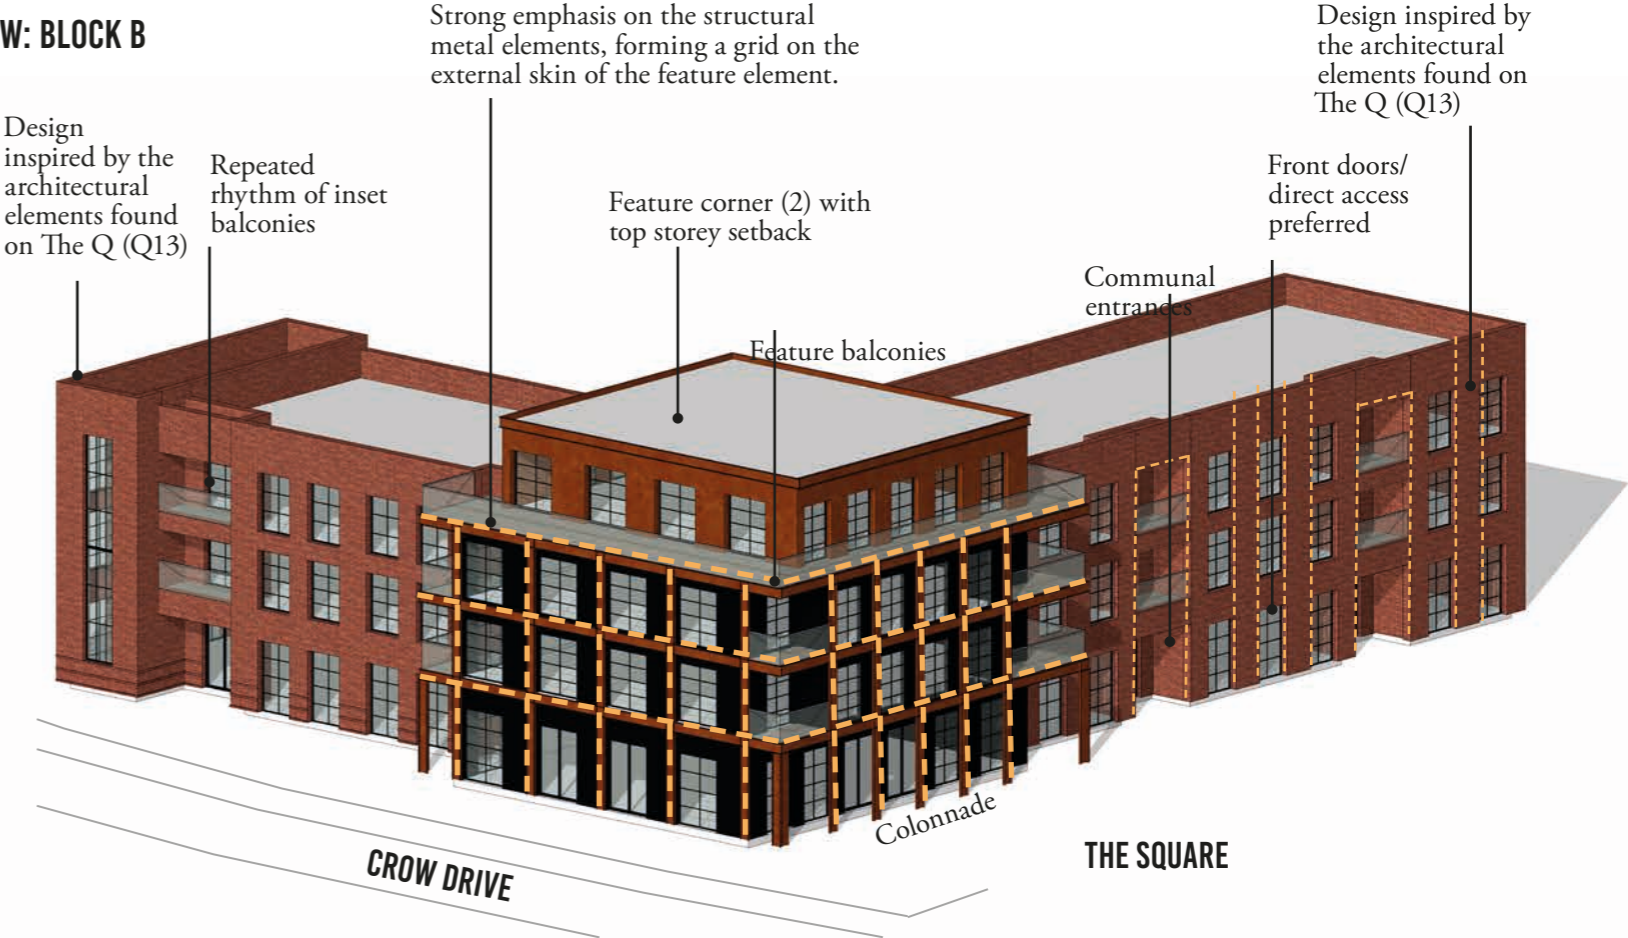 W: BLOCK B
Strong emphasis on the structural
metal elements, forming a grid on the
external skin of the feature element.
Design inspired by
the architectural
elements found on
The Q (Q13)
Design
inspired by the
architectural
elements found
on The Q (Q13)
Repeated
rhythm of inset
balconies
Feature corner (2) with
top storey setback
Front doors/
direct access
preferred
Communal
entrances
Feature balconies
Colonnade
CROW DRIVE
THE SQUARE